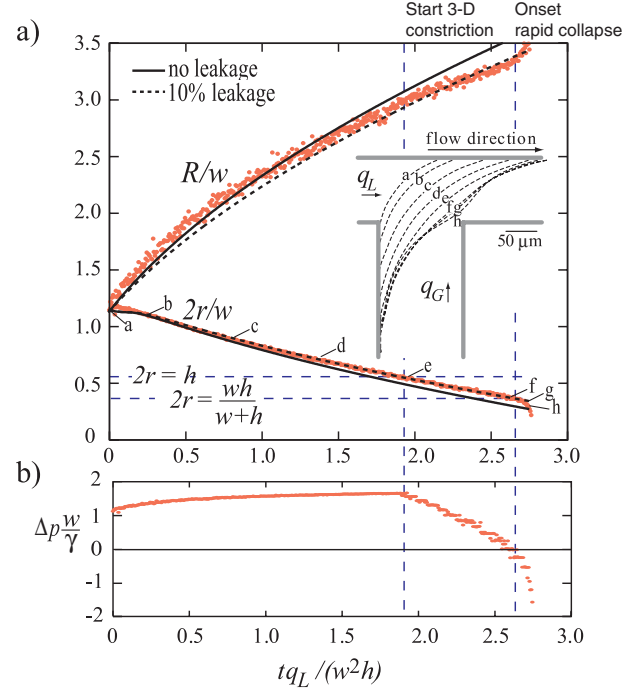 Start 3-D constriction
Onset rapid collapse
a)
3.5
3.0
2.5
2.0
1.5
1.0
0.5
0
no leakage
10% leakage
R/w
flow direction
q_L
a b c d e f g h
50 μm
q_G
2r/w
a b c d e f g h
2r = h
2r = wh/(w+h)
0 0.5 1.0 1.5 2.0 2.5 3.0
b)
2
1
0
-1
-2
Δp w/γ
0 0.5 1.0 1.5 2.0 2.5 3.0
tq_L/(w²h)